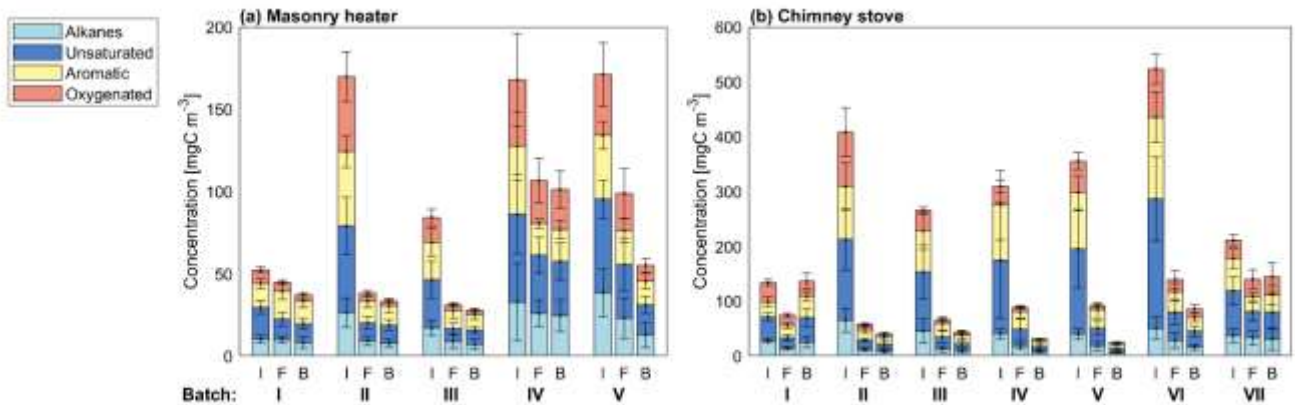 Alkanes
Unsaturated
Aromatic
Oxygenated
(a) Masonry heater
Concentration [mgC m⁻³]
200
150
100
50
0
I F B I F B I F B I F B I F B
Batch: I II III IV V
(b) Chimney stove
Concentration [mgC m⁻³]
600
500
400
300
200
100
0
I F B I F B I F B I F B I F B I F B I F B
I II III IV V VI VII